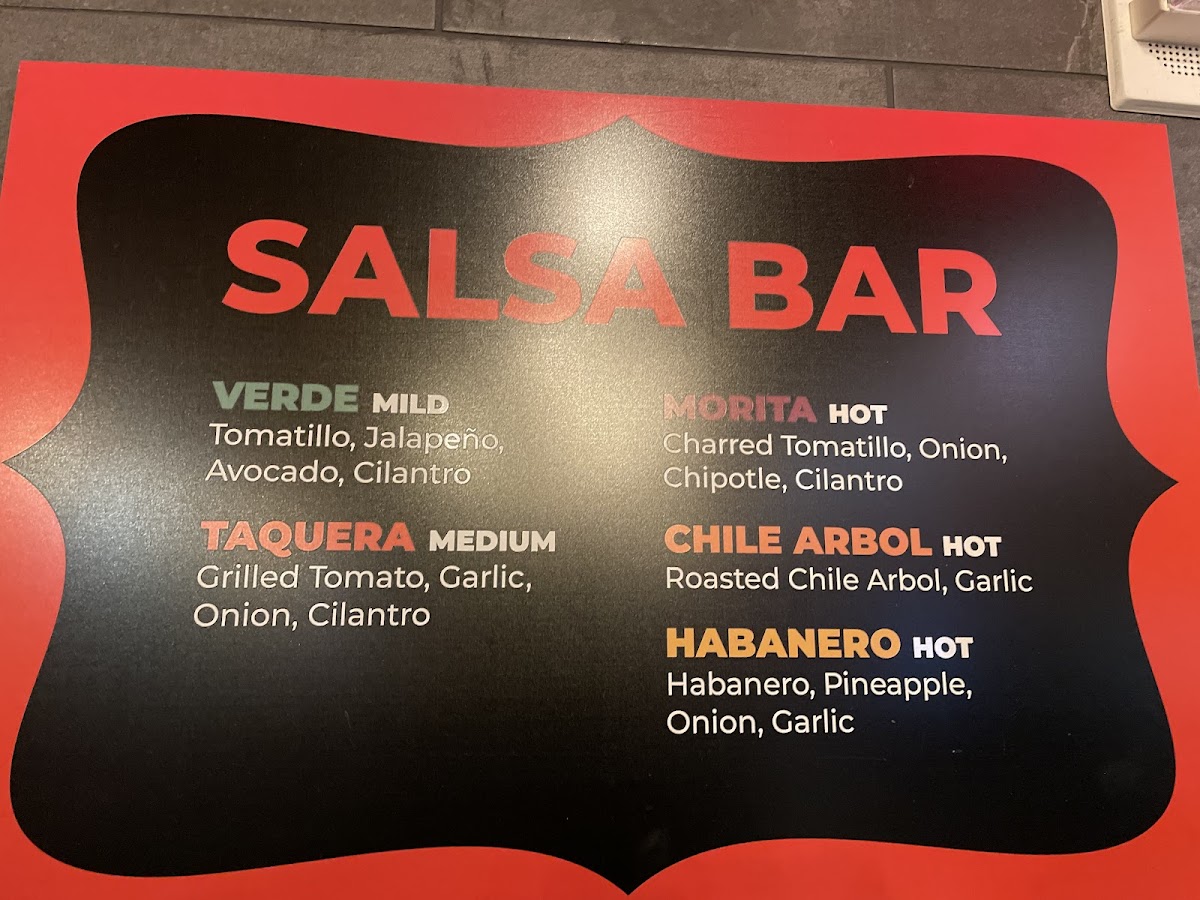 SALSA BAR
VERDE MILD
Tomatillo, Jalapeño,
Avocado, Cilantro
TAQUERA MEDIUM
Grilled Tomato, Garlic,
Onion, Cilantro
MORITA HOT
Charred Tomatillo, Onion,
Chipotle, Cilantro
CHILE ARBOL HOT
Roasted Chile Arbol, Garlic
HABANERO HOT
Habanero, Pineapple,
Onion, Garlic